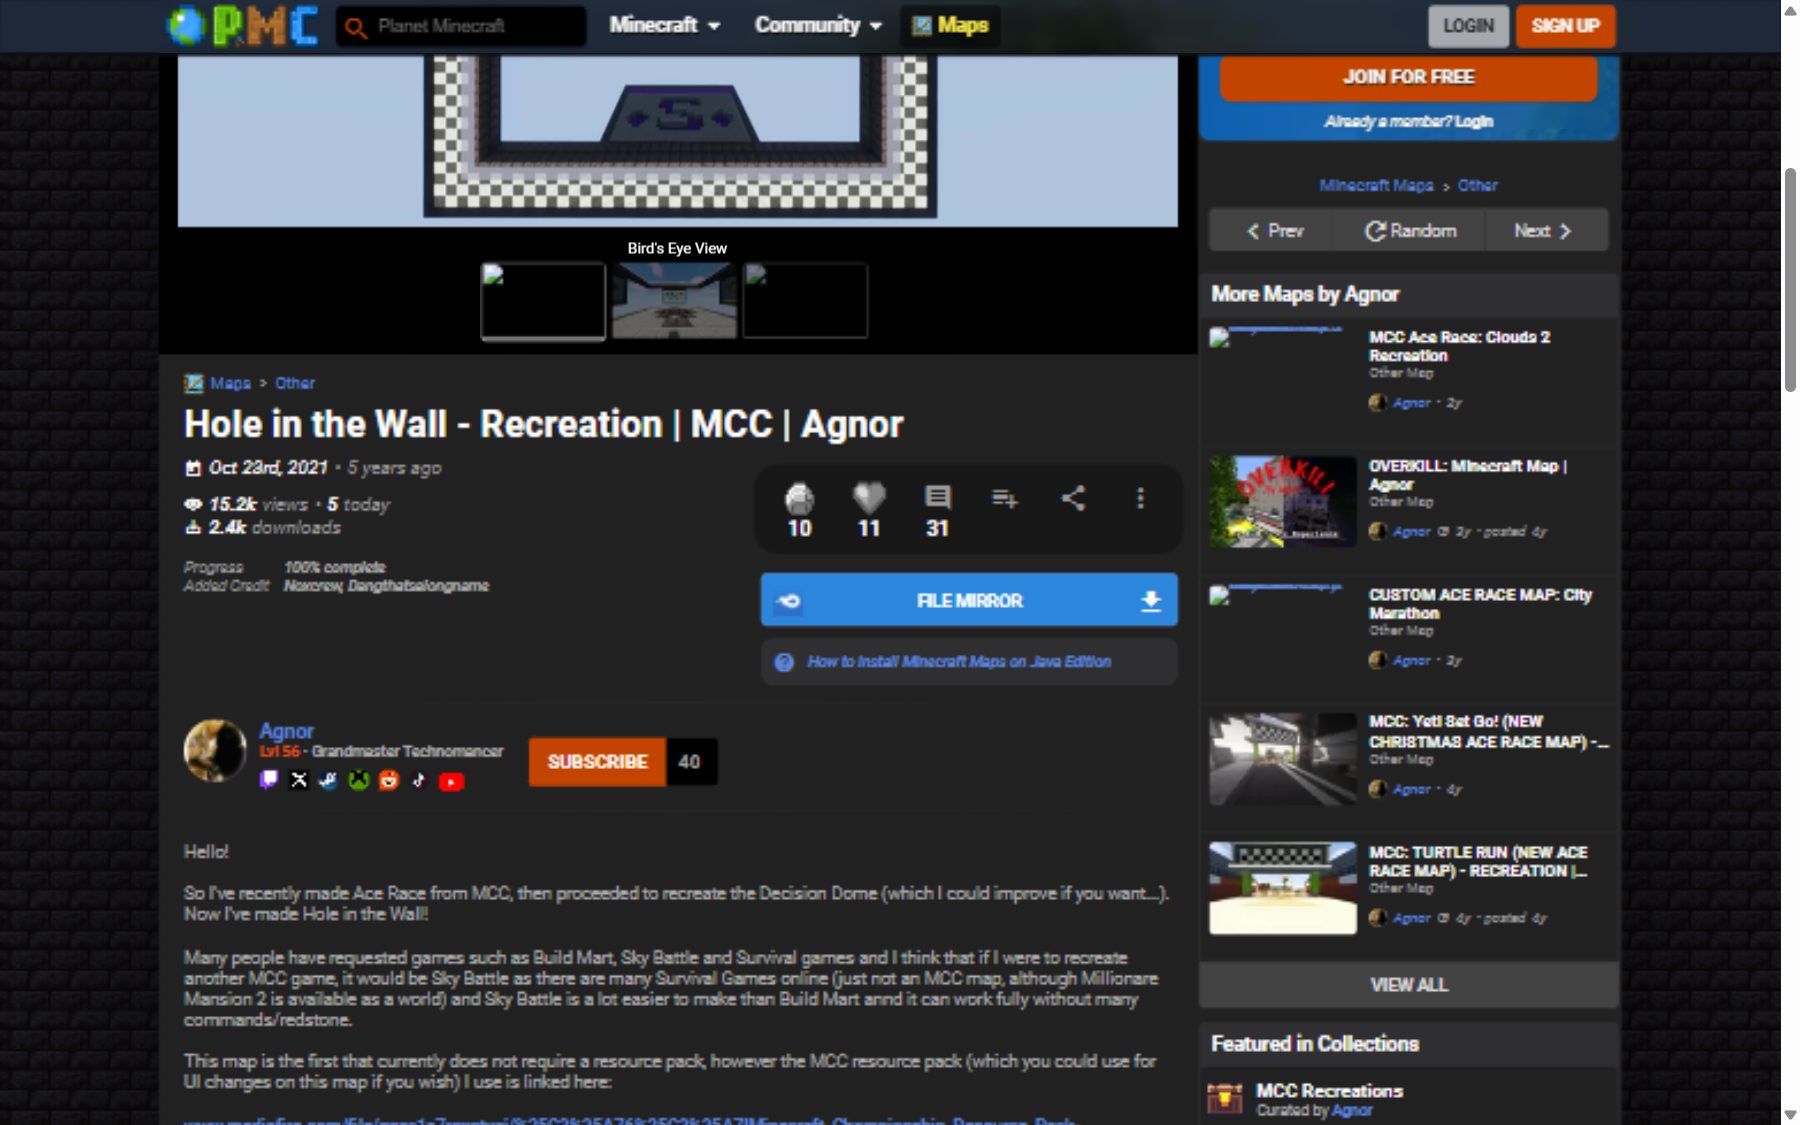 PMC
Planet Minecraft
Minecraft
Community
Maps
LOGIN
SIGN UP
S
Bird's Eye View
Maps > Other
Hole in the Wall - Recreation | MCC | Agnor
Oct 23rd, 2021 • 5 years ago
15.2k views • 5 today
2.4k downloads
10
11
31
Progress 100% complete
Added Credit Noxcrew, Dangthatsalongname
FILE MIRROR
How to install Minecraft Maps on Java Edition
Agnor
Lvl 56 - Grandmaster Technomancer
SUBSCRIBE 40
Hello!
So I've recently made Ace Race from MCC, then proceeded to recreate the Decision Dome (which I could improve if you want...).
Now I've made Hole in the Wall!
Many people have requested games such as Build Mart, Sky Battle and Survival games and I think that if I were to recreate
another MCC game, it would be Sky Battle as there are many Survival Games online (just not an MCC map, although Millionare
Mansion 2 is available as a world) and Sky Battle is a lot easier to make than Build Mart annd it can work fully without many
commands/redstone.
This map is the first that currently does not require a resource pack, however the MCC resource pack (which you could use for
UI changes on this map if you wish) I use is linked here:
JOIN FOR FREE
Already a member? Login
Minecraft Maps > Other
Prev
Random
Next
More Maps by Agnor
MCC Ace Race: Clouds 2
Recreation
Other Map
Agnor • 2y
OVERKILL
OVERKILL: Minecraft Map |
Agnor
Other Map
Agnor 3y • posted 4y
CUSTOM ACE RACE MAP: City
Marathon
Other Map
Agnor • 3y
MCC: Yeti Set Go! (NEW
CHRISTMAS ACE RACE MAP) -...
Other Map
Agnor • 4y
MCC: TURTLE RUN (NEW ACE
RACE MAP) - RECREATION |...
Other Map
Agnor 4y • posted 4y
VIEW ALL
Featured in Collections
MCC Recreations
Curated by Agnor